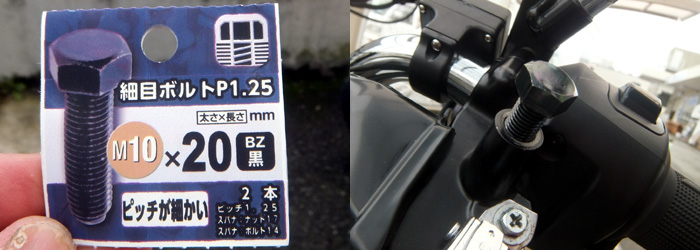 細目ボルトP1.25
太さ×長さ mm
M10×20 BZ黒
ピッチが細かい
2本
ピッチ1.25
スパナ ナット17
スパナ ボルト14